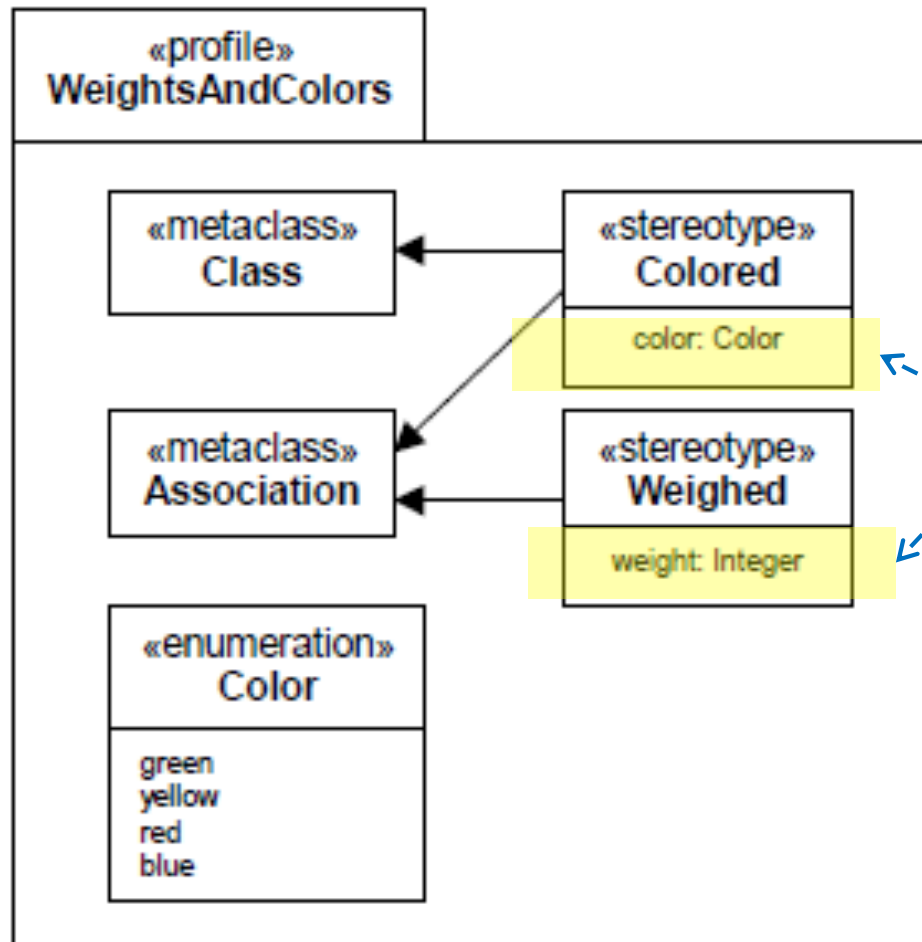 «profile»
WeightsAndColors
«metaclass»
Class
«stereotype»
Colored
color: Color
«metaclass»
Association
«stereotype»
Weighed
weight: Integer
«enumeration»
Color
green
yellow
red
blue